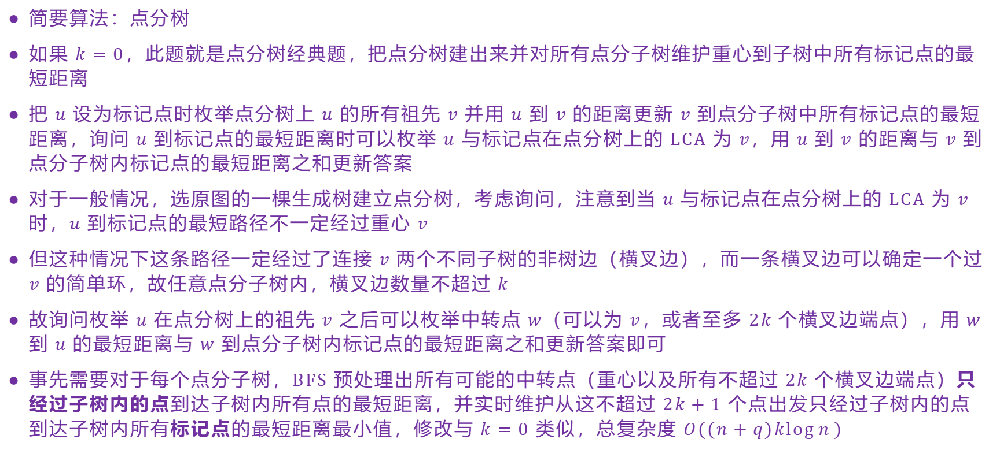 ● 简要算法：点分树
● 如果 k = 0，此题就是点分树经典题，把点分树建出来并对所有点分子树维护重心到子树中所有标记点的最
短距离
● 把 u 设为标记点时枚举点分树上 u 的所有祖先 v 并用 u 到 v 的距离更新 v 到点分子树中所有标记点的最短
距离，询问 u 到标记点的最短距离时可以枚举 u 与标记点在点分树上的 LCA 为 v，用 u 到 v 的距离与 v 到
点分子树内标记点的最短距离之和更新答案
● 对于一般情况，选原图的一棵生成树建立点分树，考虑询问，注意到当 u 与标记点在点分树上的 LCA 为 v
时，u 到标记点的最短路径不一定经过重心 v
● 但这种情况下这条路径一定经过了连接 v 两个不同子树的非树边（横叉边），而一条横叉边可以确定一个过
v 的简单环，故任意点分子树内，横叉边数量不超过 k
● 故询问枚举 u 在点分树上的祖先 v 之后可以枚举中转点 w（可以为 v，或者至多 2k 个横叉边端点），用 w
到 u 的最短距离与 w 到点分子树内标记点的最短距离之和更新答案即可
● 事先需要对于每个点分子树，BFS 预处理出所有可能的中转点（重心以及所有不超过 2k 个横叉边端点）只
经过子树内的点到达子树内所有点的最短距离，并实时维护从这不超过 2k + 1 个点出发只经过子树内的点
到达子树内所有标记点的最短距离最小值，修改与 k = 0 类似，总复杂度 O((n + q)klog n)